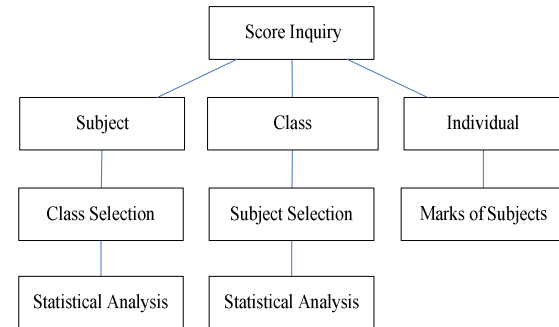 Score Inquiry
Subject
Class
Individual
Class Selection
Subject Selection
Marks of Subjects
Statistical Analysis
Statistical Analysis